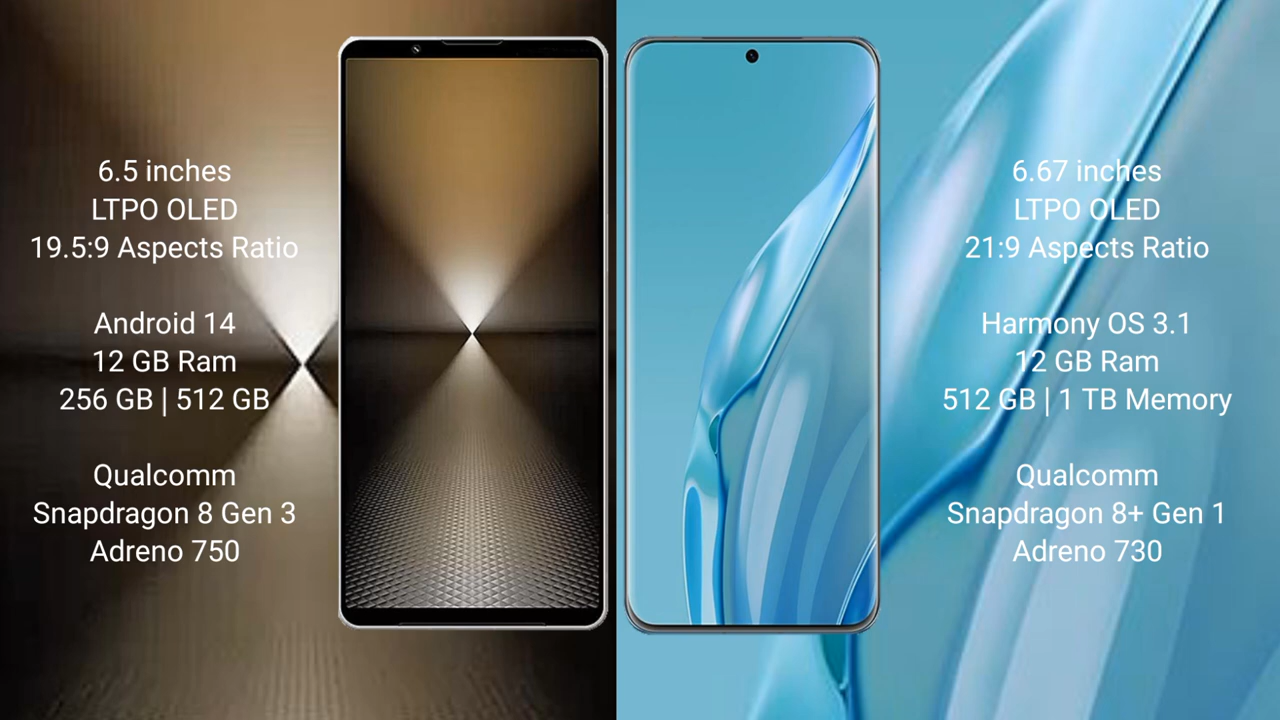 6.5 inches
LTPO OLED
19.5:9 Aspects Ratio
Android 14
12 GB Ram
256 GB | 512 GB
Qualcomm
Snapdragon 8 Gen 3
Adreno 750
6.67 inches
LTPO OLED
21:9 Aspects Ratio
Harmony OS 3.1
12 GB Ram
512 GB | 1 TB Memory
Qualcomm
Snapdragon 8+ Gen 1
Adreno 730